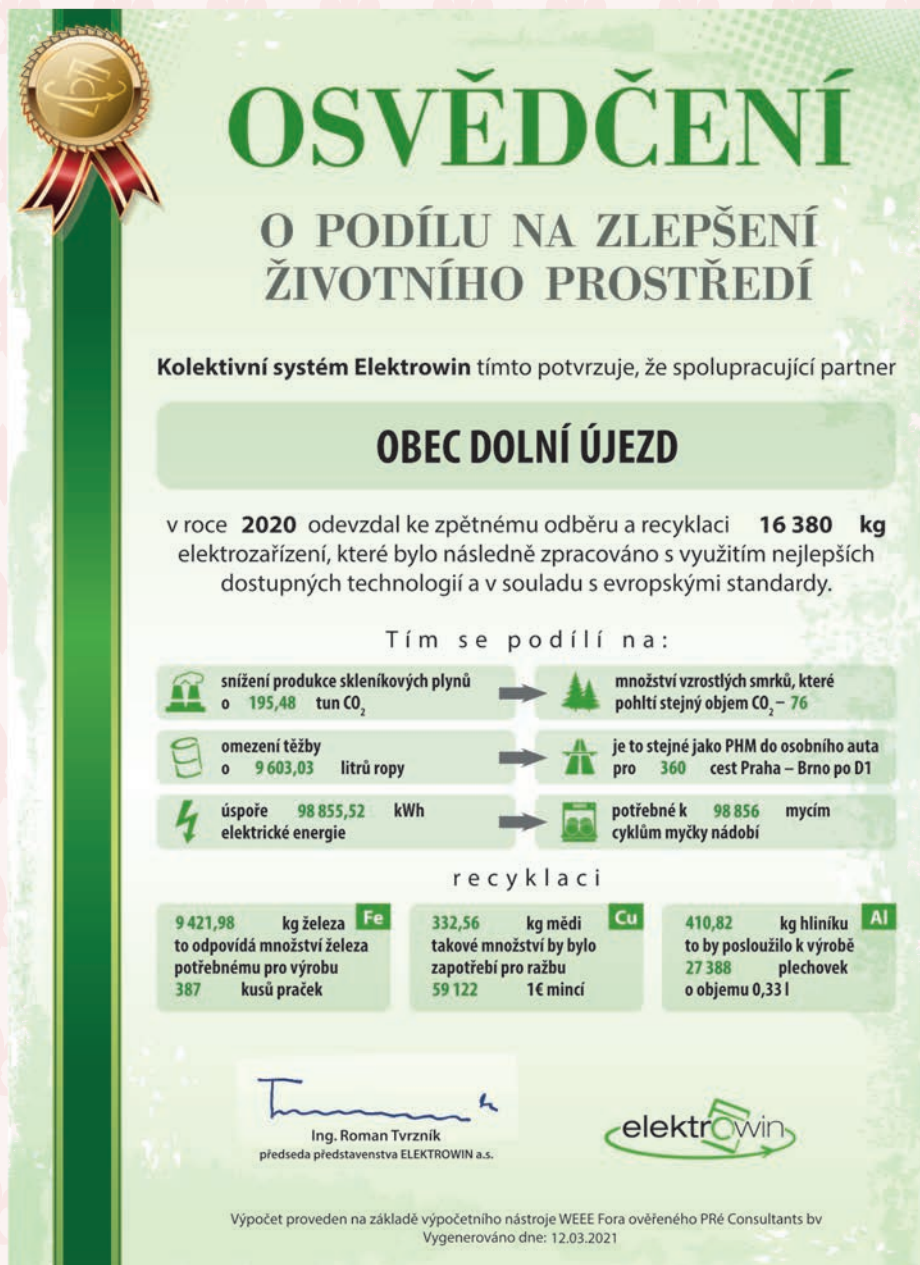 OSVĚDČENÍ
O PODÍLU NA ZLEPŠENÍ
ŽIVOTNÍHO PROSTŘEDÍ
Kolektivní systém Elektrowin tímto potvrzuje, že spolupracující partner
OBEC DOLNÍ ÚJEZD
v roce 2020 odevzdal ke zpětnému odběru a recyklaci 16 380 kg
elektrozařízení, které bylo následně zpracováno s využitím nejlepších
dostupných technologií a v souladu s evropskými standardy.
Tím se podílí na:
snížení produkce skleníkových plynů
o 195,48 tun CO₂
množství vzrostlých smrků, které
pohltí stejný objem CO₂ – 76
omezení těžby
o 9 603,03 litrů ropy
je to stejné jako PHM do osobního auta
pro 360 cest Praha – Brno po D1
úspoře 98 855,52 kWh
elektrické energie
potřebné k 98 856 mycím
cyklům myčky nádobí
recyklaci
9 421,98 kg železa Fe
to odpovídá množství železa
potřebnému pro výrobu
387 kusů praček
332,56 kg mědi Cu
takové množství by bylo
zapotřebí pro ražbu
59 122 1€ mincí
410,82 kg hliníku Al
to by posloužilo k výrobě
27 388 plechovek
o objemu 0,33 l
Ing. Roman Tvrzník
předseda představenstva ELEKTROWIN a.s.
elektrowin
Výpočet proveden na základě výpočetního nástroje WEEE Fora ověřeného PRé Consultants bv
Vygenerováno dne: 12.03.2021